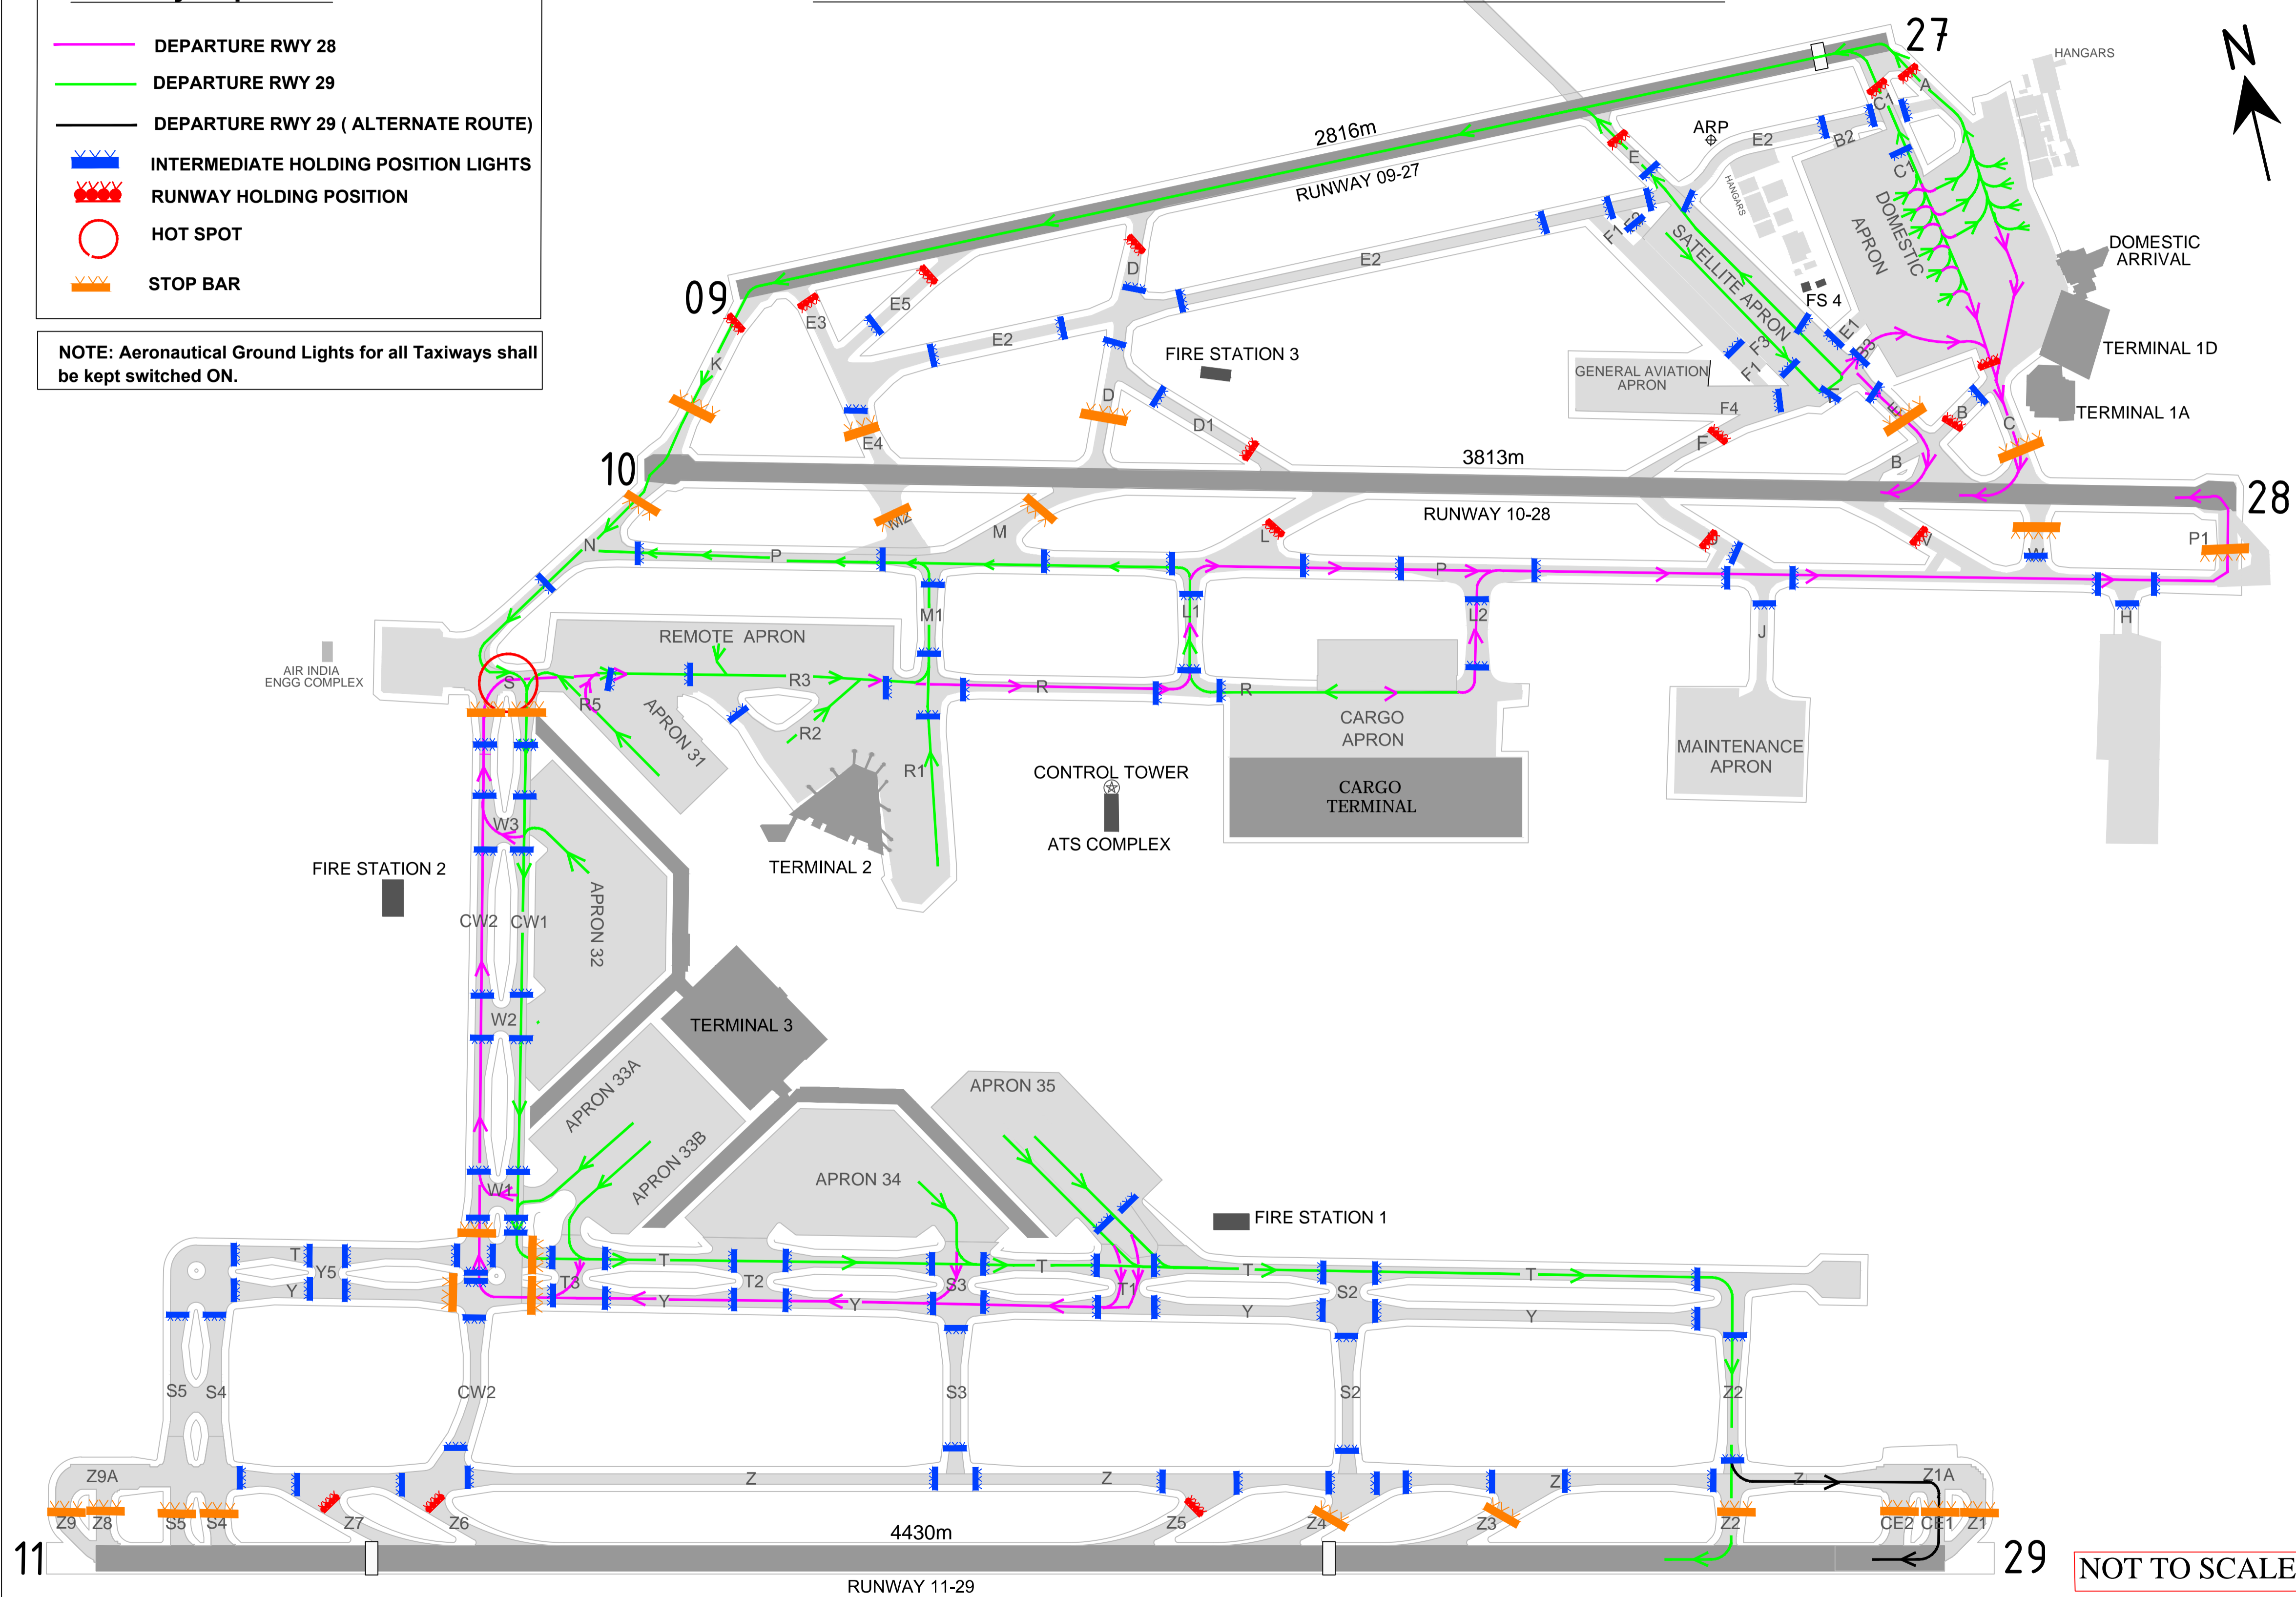 DEPARTURE RWY 28
DEPARTURE RWY 29
DEPARTURE RWY 29 ( ALTERNATE ROUTE)
INTERMEDIATE HOLDING POSITION LIGHTS
RUNWAY HOLDING POSITION
HOT SPOT
STOP BAR
NOTE: Aeronautical Ground Lights for all Taxiways shall
be kept switched ON.
N
27
HANGARS
A
C1
ARP
E2
B2
2816m
RUNWAY 09-27
E
C1
HANGARS
DOMESTIC
APRON
F1
SATELLITE APRON
DOMESTIC
ARRIVAL
D
E2
09
E5
E3
FS 4
E1
B3
E2
FIRE STATION 3
F3
F1
TERMINAL 1D
K
GENERAL AVIATION
APRON
F4
D
D1
E
B
C
TERMINAL 1A
E4
F
10
3813m
B
28
RUNWAY 10-28
M2
M
L
U
V
W
P1
N
P
P
M1
L1
L2
J
H
REMOTE APRON
AIR INDIA
ENGG COMPLEX
S
R3
R
R
R5
APRON 31
R2
CARGO
APRON
MAINTENANCE
APRON
R1
CONTROL TOWER
CARGO
TERMINAL
W3
ATS COMPLEX
FIRE STATION 2
TERMINAL 2
CW2
CW1
APRON 32
W2
TERMINAL 3
APRON 33A
APRON 33B
APRON 35
APRON 34
W1
FIRE STATION 1
T
Y5
Y
T
T3
T2
S3
T
T1
T
S2
T
Y
Y
Y
Y
S5
S4
CW2
S3
S2
Z2
Z9A
Z
Z
Z
Z
Z1A
Z9
Z8
S5
S4
Z7
Z6
Z5
Z4
Z3
Z2
CE2
CE1
Z1
4430m
11
29
RUNWAY 11-29
NOT TO SCALE